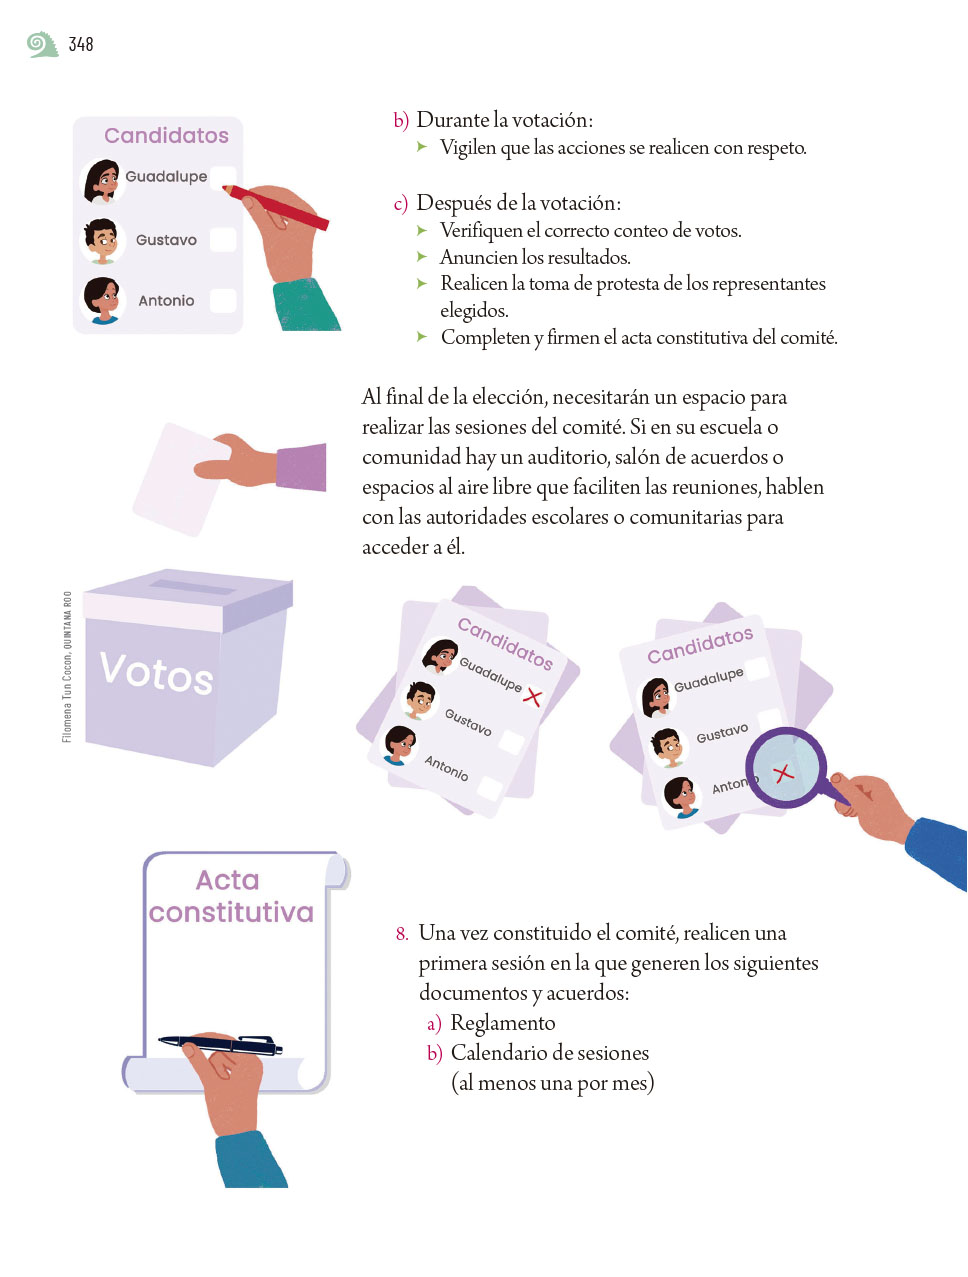 348
Candidatos
Guadalupe
Gustavo
Antonio
b) Durante la votación:
➤ Vigilen que las acciones se realicen con respeto.
c) Después de la votación:
➤ Verifiquen el correcto conteo de votos.
➤ Anuncien los resultados.
➤ Realicen la toma de protesta de los representantes
elegidos.
➤ Completen y firmen el acta constitutiva del comité.
Al final de la elección, necesitarán un espacio para
realizar las sesiones del comité. Si en su escuela o
comunidad hay un auditorio, salón de acuerdos o
espacios al aire libre que faciliten las reuniones, hablen
con las autoridades escolares o comunitarias para
acceder a él.
Filomena Tun Cocon, QUINTANA ROO
Votos
Candidatos
Guadalupe
Gustavo
Antonio
Candidatos
Guadalupe
Gustavo
Antonio
Acta
constitutiva
8. Una vez constituido el comité, realicen una
primera sesión en la que generen los siguientes
documentos y acuerdos:
a) Reglamento
b) Calendario de sesiones
(al menos una por mes)